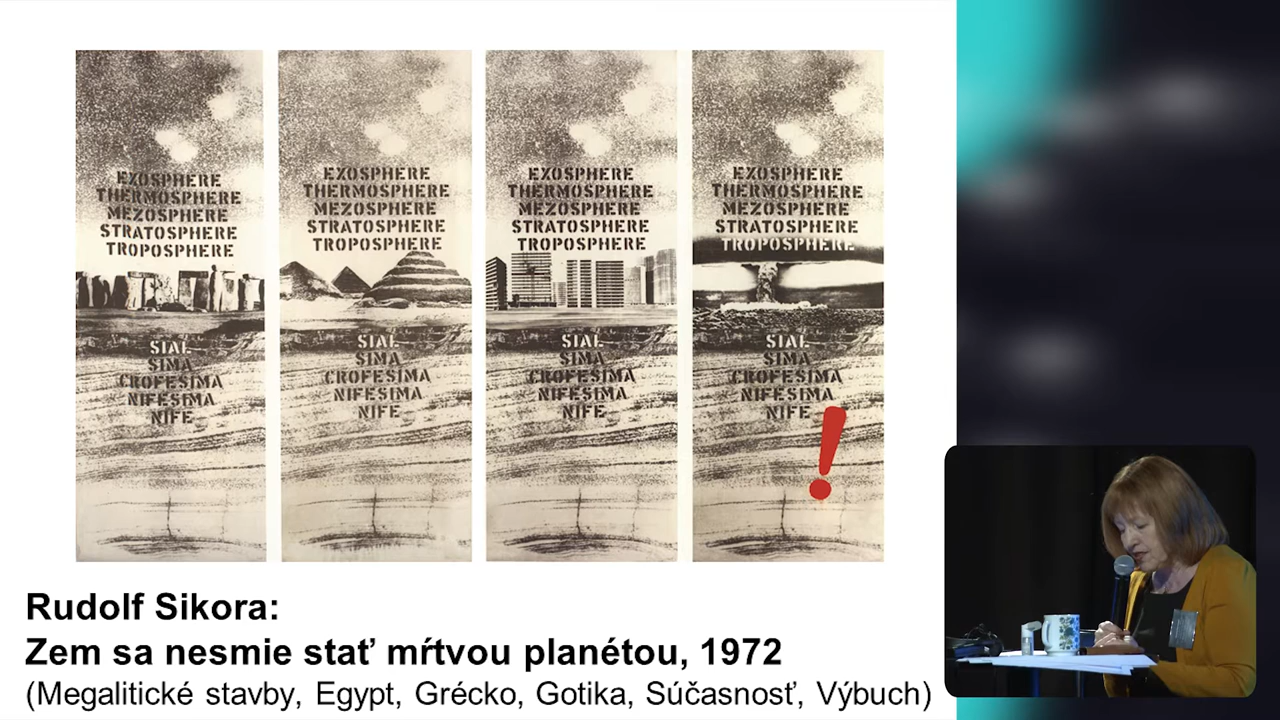 EXOSPHERE
THERMOSPHERE
MEZOSPHERE
STRATOSPHERE
TROPOSPHERE
SIAL
SIMA
CROFESIMA
NIFESIMA
NIFE
EXOSPHERE
THERMOSPHERE
MEZOSPHERE
STRATOSPHERE
TROPOSPHERE
SIAL
SIMA
CROFESIMA
NIFESIMA
NIFE
EXOSPHERE
THERMOSPHERE
MEZOSPHERE
STRATOSPHERE
TROPOSPHERE
SIAL
SIMA
CROFESIMA
NIFESIMA
NIFE
EXOSPHERE
THERMOSPHERE
MEZOSPHERE
STRATOSPHERE
TROPOSPHERE
SIAL
SIMA
CROFESIMA
NIFESIMA
NIFE
!
Rudolf Sikora:
Zem sa nesmie stať mŕtvou planétou, 1972
(Megalitické stavby, Egypt, Grécko, Gotika, Súčasnosť, Výbuch)